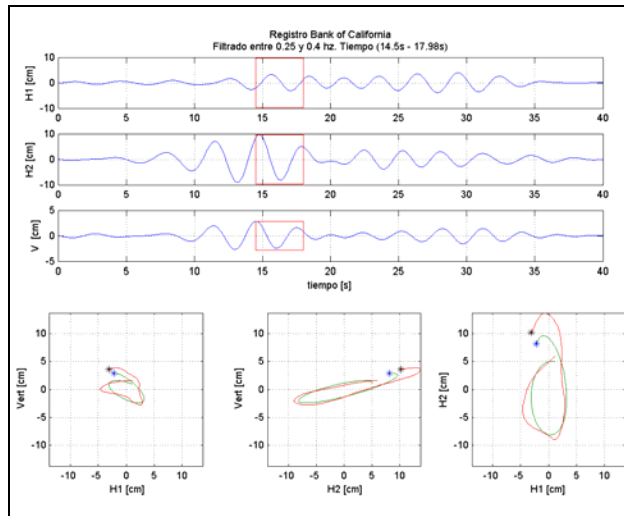 Registro Bank of California
Filtrado entre 0.25 y 0.4 hz. Tiempo (14.5s - 17.98s)
H1 [cm]
10
0
-10
0 5 10 15 20 25 30 35 40
H2 [cm]
10
0
-10
0 5 10 15 20 25 30 35 40
V [cm]
5
0
-5
0 5 10 15 20 25 30 35 40
tiempo [s]
Vert [cm]
10
5
0
-5
-10
-10 -5 0 5 10
H1 [cm]
Vert [cm]
10
5
0
-5
-10
-10 -5 0 5 10
H2 [cm]
H2 [cm]
10
5
0
-5
-10
-10 -5 0 5 10
H1 [cm]